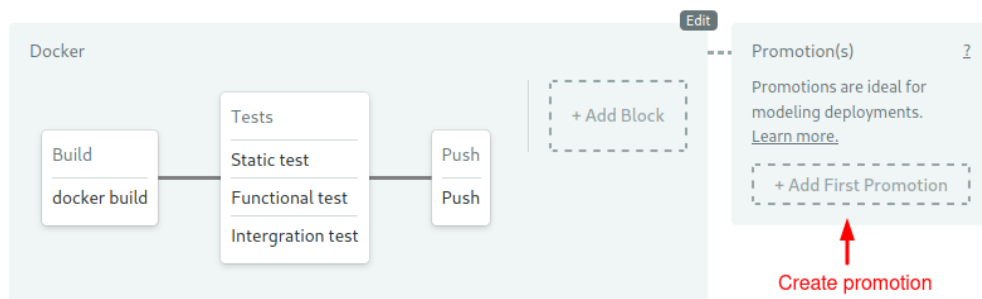 Edit
Docker
Build
docker build
Tests
Static test
Functional test
Intergration test
Push
Push
+ Add Block
Promotion(s)
?
Promotions are ideal for
modeling deployments.
Learn more.
+ Add First Promotion
Create promotion